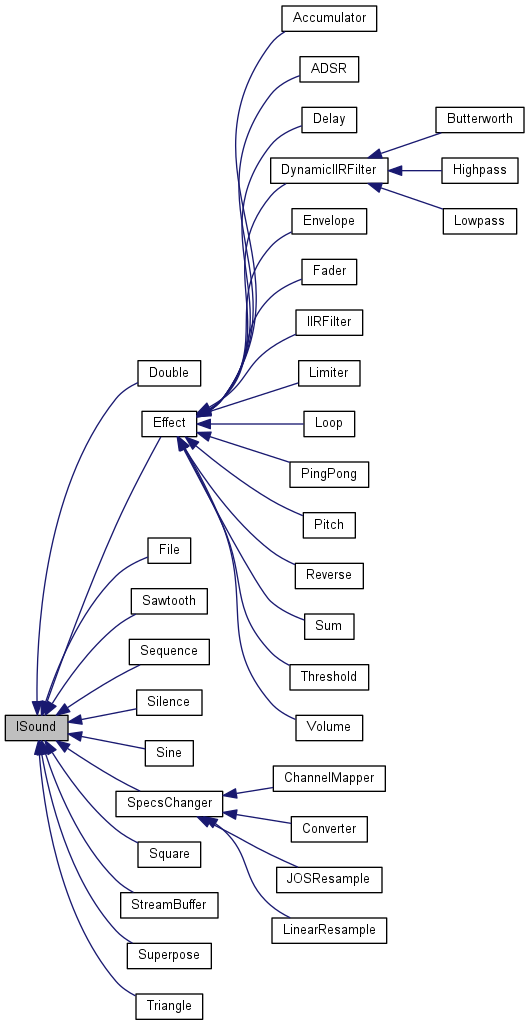 Accumulator
ADSR
Delay
Butterworth
DynamicIIRFilter
Highpass
Lowpass
Envelope
Fader
IIRFilter
Double
Limiter
Effect
Loop
PingPong
Pitch
File
Reverse
Sawtooth
Sum
Sequence
Threshold
Silence
ISound
Volume
Sine
ChannelMapper
SpecsChanger
Converter
Square
JOSResample
StreamBuffer
LinearResample
Superpose
Triangle